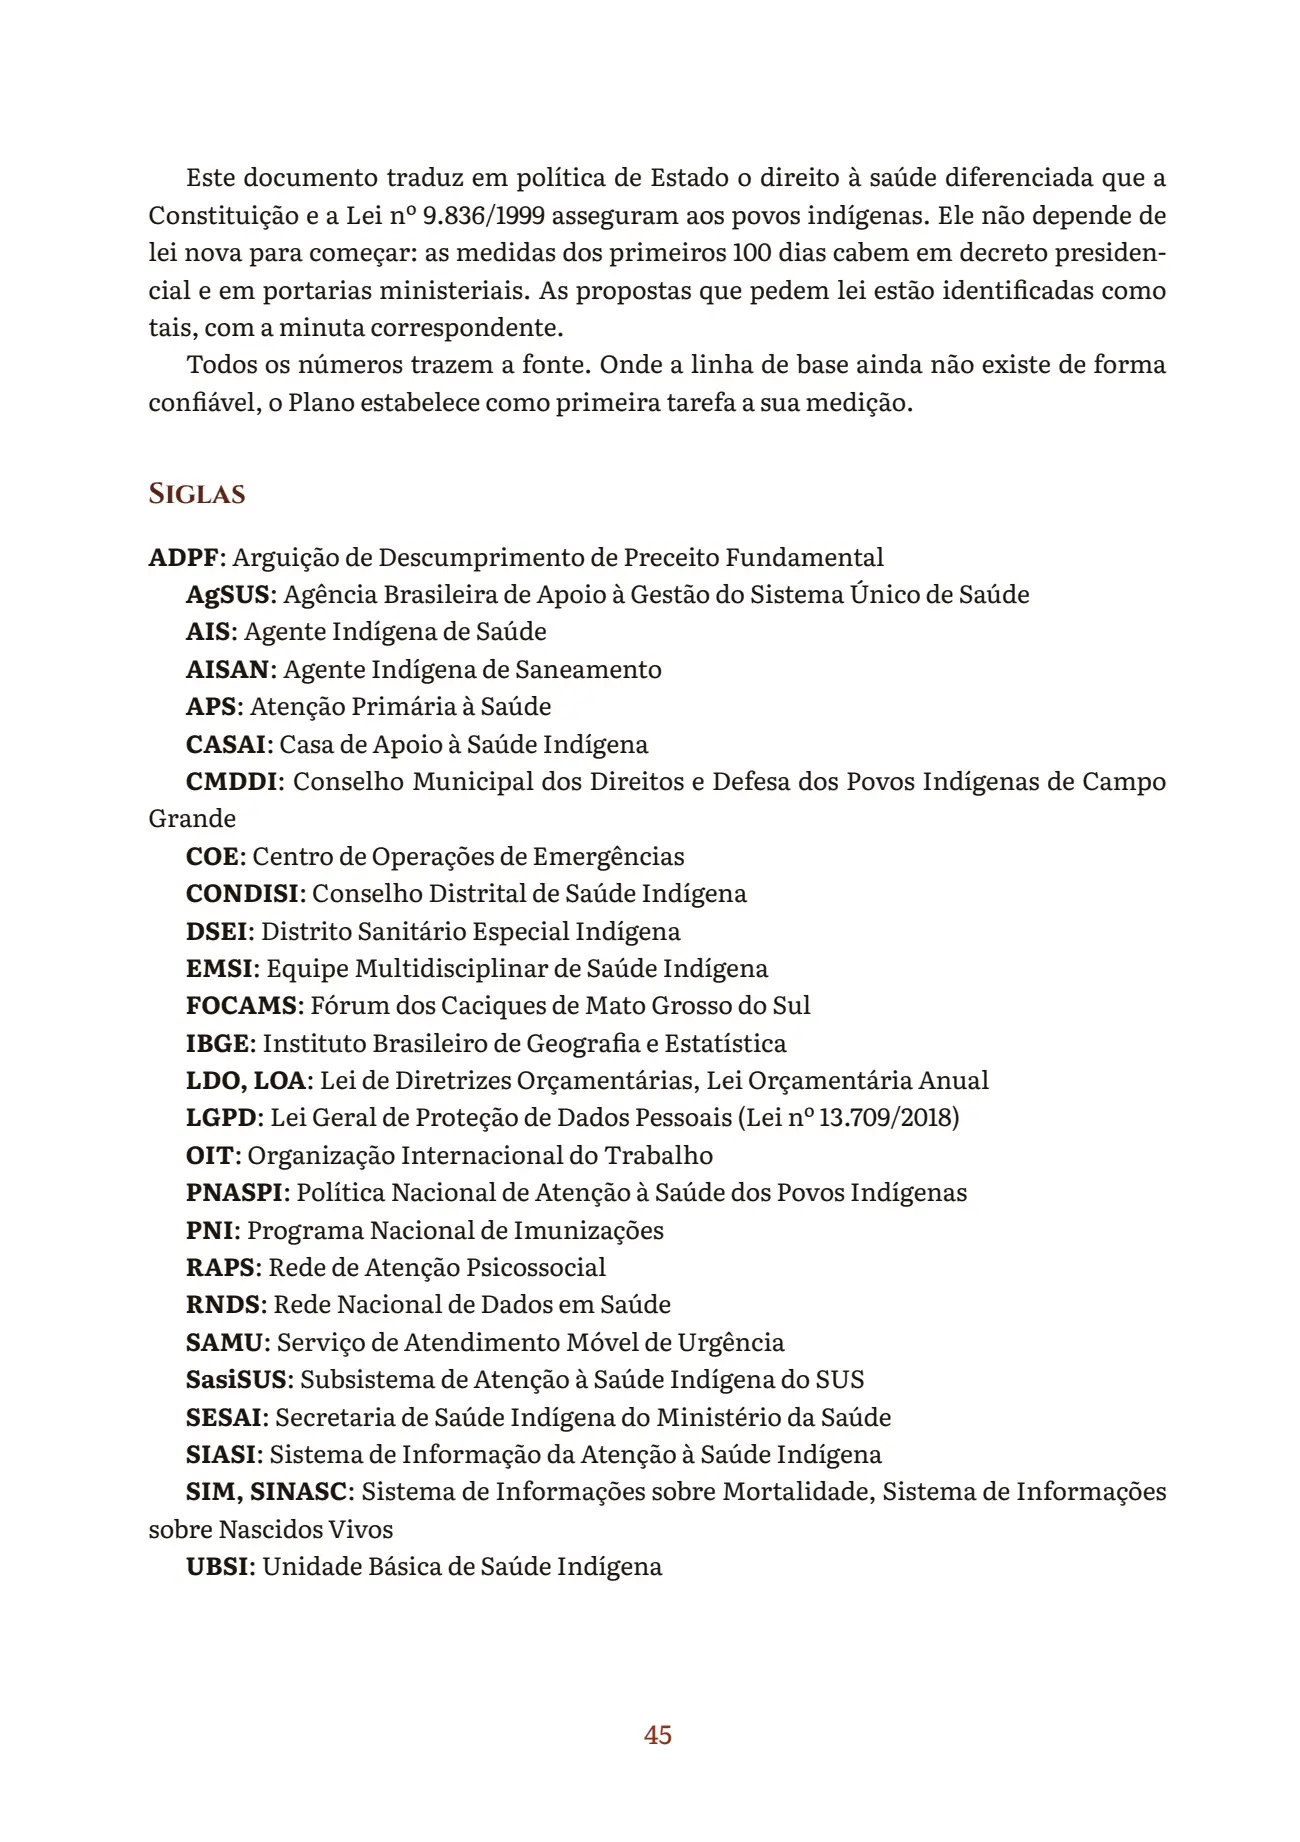 Este documento traduz em política de Estado o direito à saúde diferenciada que a
Constituição e a Lei nº 9.836/1999 asseguram aos povos indígenas. Ele não depende de
lei nova para começar: as medidas dos primeiros 100 dias cabem em decreto presiden-
cial e em portarias ministeriais. As propostas que pedem lei estão identificadas como
tais, com a minuta correspondente.
Todos os números trazem a fonte. Onde a linha de base ainda não existe de forma
confiável, o Plano estabelece como primeira tarefa a sua medição.
Siglas
ADPF: Arguição de Descumprimento de Preceito Fundamental
AgSUS: Agência Brasileira de Apoio à Gestão do Sistema Único de Saúde
AIS: Agente Indígena de Saúde
AISAN: Agente Indígena de Saneamento
APS: Atenção Primária à Saúde
CASAI: Casa de Apoio à Saúde Indígena
CMDDI: Conselho Municipal dos Direitos e Defesa dos Povos Indígenas de Campo
Grande
COE: Centro de Operações de Emergências
CONDISI: Conselho Distrital de Saúde Indígena
DSEI: Distrito Sanitário Especial Indígena
EMSI: Equipe Multidisciplinar de Saúde Indígena
FOCAMS: Fórum dos Caciques de Mato Grosso do Sul
IBGE: Instituto Brasileiro de Geografia e Estatística
LDO, LOA: Lei de Diretrizes Orçamentárias, Lei Orçamentária Anual
LGPD: Lei Geral de Proteção de Dados Pessoais (Lei nº 13.709/2018)
OIT: Organização Internacional do Trabalho
PNASPI: Política Nacional de Atenção à Saúde dos Povos Indígenas
PNI: Programa Nacional de Imunizações
RAPS: Rede de Atenção Psicossocial
RNDS: Rede Nacional de Dados em Saúde
SAMU: Serviço de Atendimento Móvel de Urgência
SasiSUS: Subsistema de Atenção à Saúde Indígena do SUS
SESAI: Secretaria de Saúde Indígena do Ministério da Saúde
SIASI: Sistema de Informação da Atenção à Saúde Indígena
SIM, SINASC: Sistema de Informações sobre Mortalidade, Sistema de Informações
sobre Nascidos Vivos
UBSI: Unidade Básica de Saúde Indígena
45